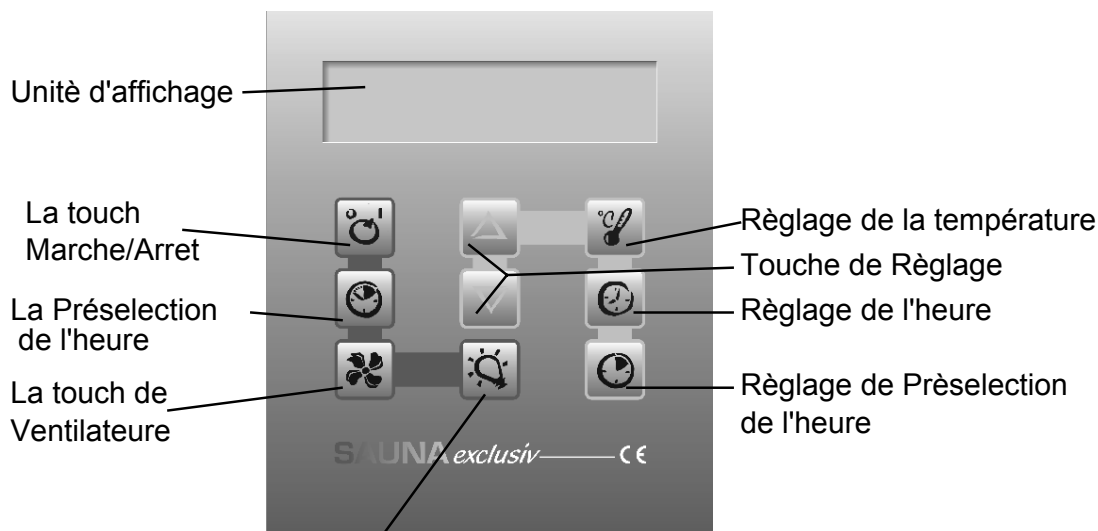 Unitè d'affichage
La touch
Marche/Arret
La Préselection
de l'heure
La touch de
Ventilateure
°C
Règlage de la température
Touche de Règlage
Règlage de l'heure
Règlage de Prèselection
de l'heure
SAUNA exclusiv CE